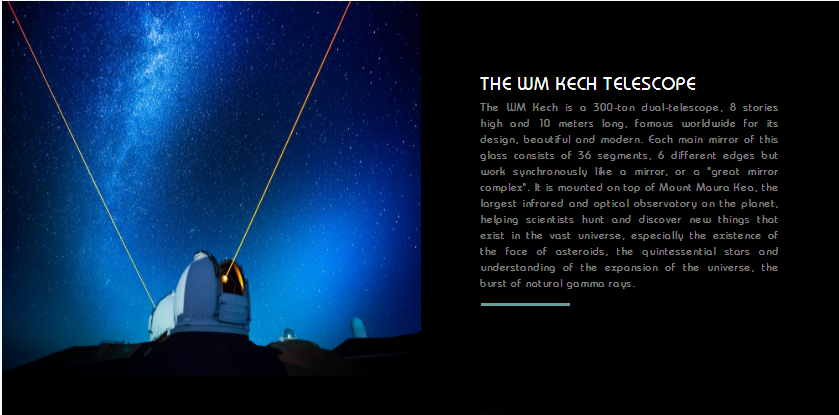 THE WM KECH TELESCOPE
The WM Kech is a 300-ton dual-telescope, 8 stories
high and 10 meters long, famous worldwide for its
design, beautiful and modern. Each main mirror of this
glass consists of 36 segments, 6 different edges but
work synchronously like a mirror, or a "great mirror
complex". It is mounted on top of Mount Maura Kea, the
largest infrared and optical observatory on the planet,
helping scientists hunt and discover new things that
exist in the vast universe, especially the existence of
the face of asteroids, the quintessential stars and
understanding of the expansion of the universe, the
burst of natural gamma rays.